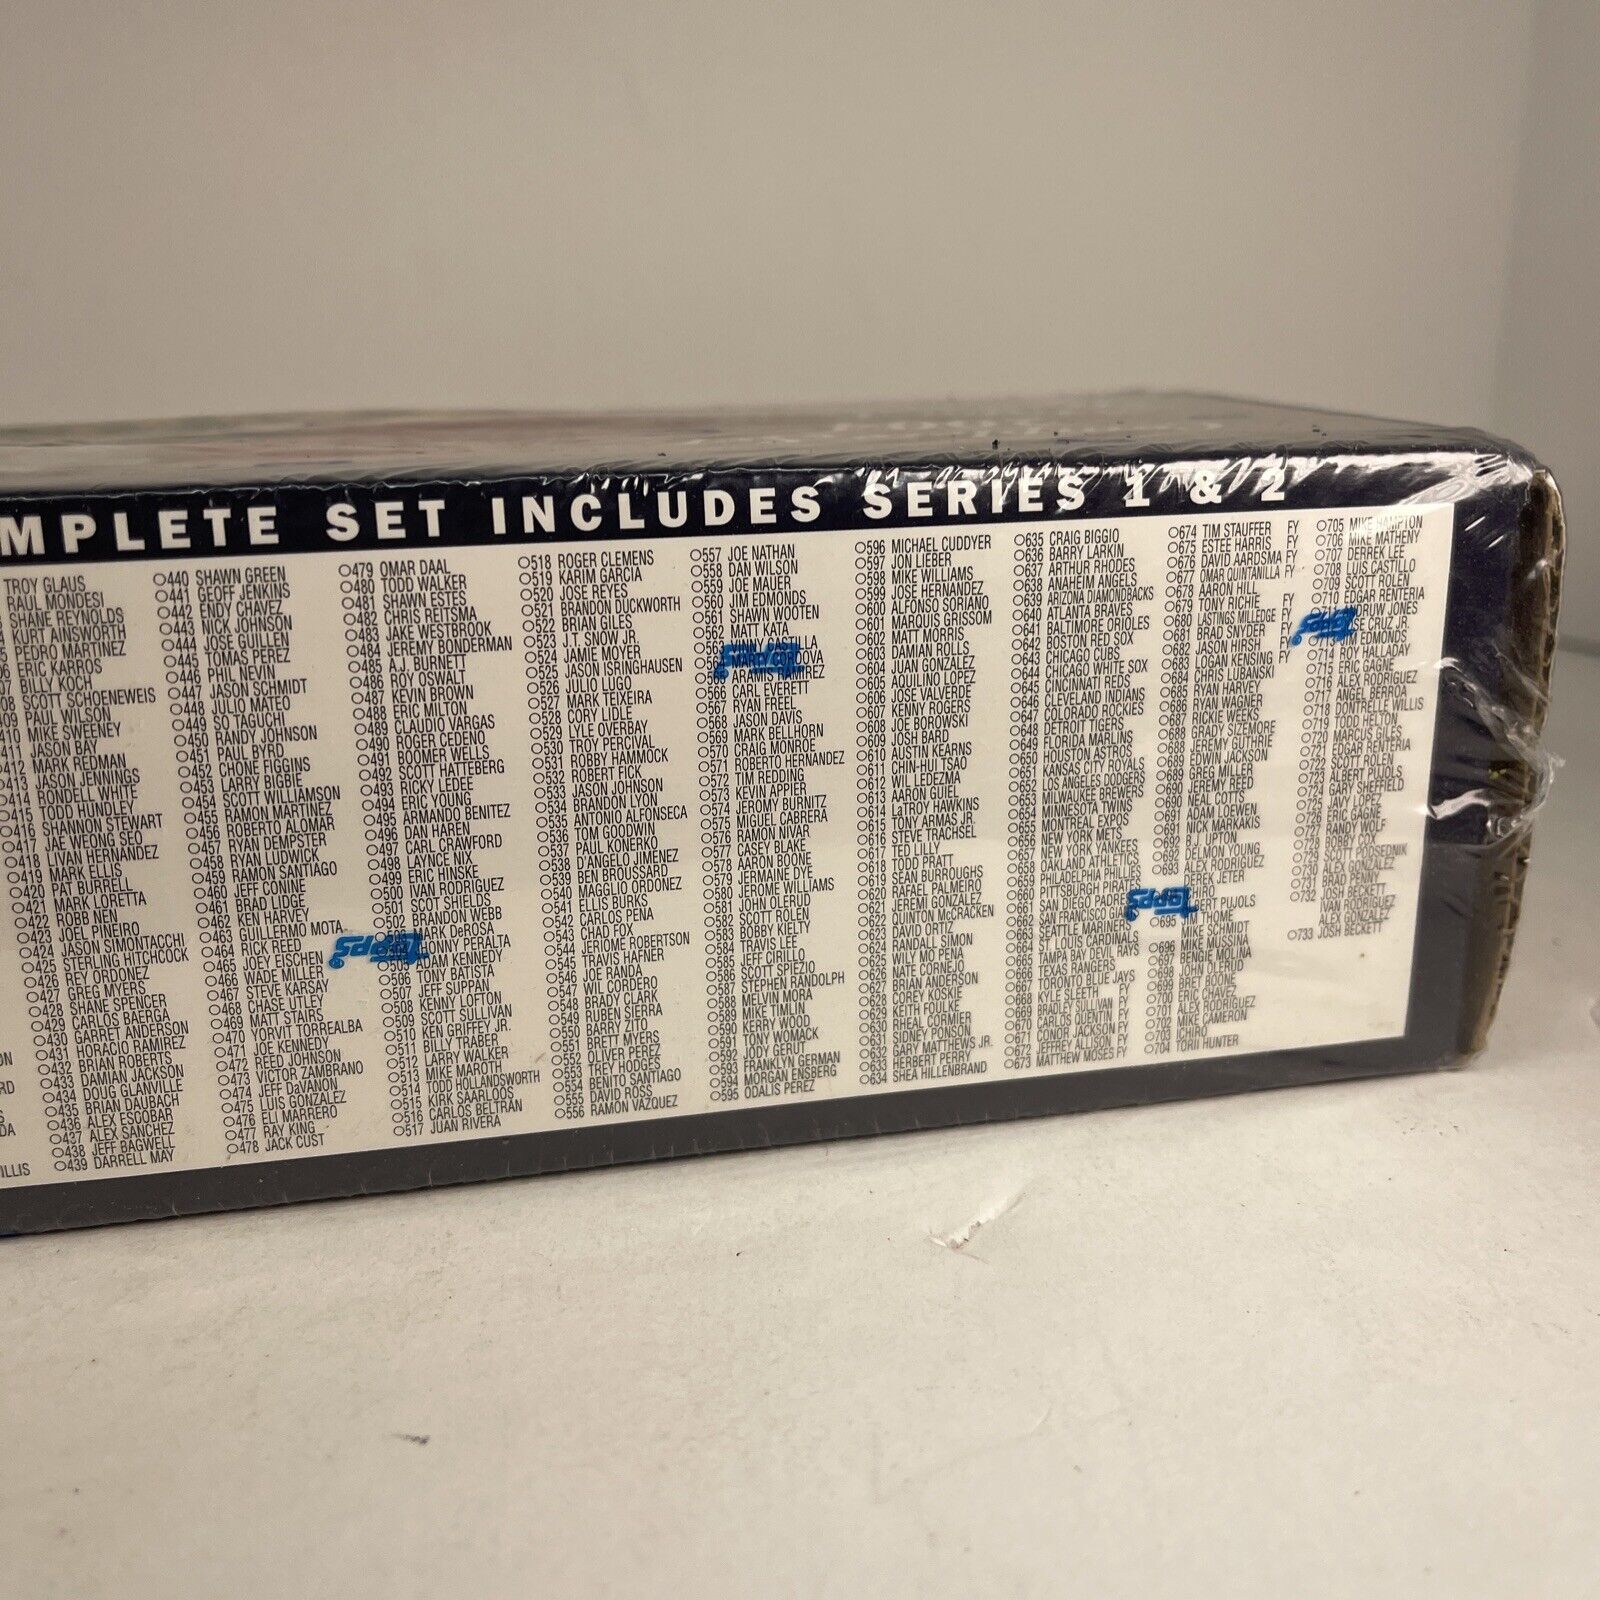 MPLETE SET INCLUDES SERIES 1 & 2
TROY GLAUS
RAUL MONDESI
SHANE REYNOLDS
KURT AINSWORTH
PEDRO MARTINEZ
ERIC KARROS
BILLY KOCH
SCOTT SCHOENEWEIS
PAUL WILSON
MIKE SWEENEY
411 JASON BAY
412 MARK REDMAN
413 JASON JENNINGS
414 RONDELL WHITE
415 TODD HUNDLEY
416 SHANNON STEWART
417 JAE WEONG SEO
418 LIVAN HERNANDEZ
419 MARK ELLIS
420 PAT BURRELL
421 MARK LORETTA
422 ROBB NEN
423 JOEL PINEIRO
424 JASON SIMONTACCHI
425 STERLING HITCHCOCK
426 REY ORDONEZ
427 GREG MYERS
428 SHANE SPENCER
429 CARLOS BAERGA
430 GARRET ANDERSON
431 HORACIO RAMIREZ
432 BRIAN ROBERTS
433 DAMIAN JACKSON
434 DOUG GLANVILLE
435 BRIAN DAUBACH
436 ALEX ESCOBAR
437 ALEX SANCHEZ
438 JEFF BAGWELL
439 DARRELL MAY
440 SHAWN GREEN
441 GEOFF JENKINS
442 ENDY CHAVEZ
443 NICK JOHNSON
444 JOSE GUILLEN
445 TOMAS PEREZ
446 PHIL NEVIN
447 JASON SCHMIDT
448 JULIO MATEO
449 SO TAGUCHI
450 RANDY JOHNSON
451 PAUL BYRD
452 CHONE FIGGINS
453 LARRY BIGBIE
454 SCOTT WILLIAMSON
455 RAMON MARTINEZ
456 ROBERTO ALOMAR
457 RYAN DEMPSTER
458 RYAN LUDWICK
459 RAMON SANTIAGO
460 JEFF CONINE
461 BRAD LIDGE
462 KEN HARVEY
463 GUILLERMO MOTA
464 RICK REED
465 JOEY EISCHEN
466 WADE MILLER
467 STEVE KARSAY
468 CHASE UTLEY
469 MATT STAIRS
470 YORVIT TORREALBA
471 JOE KENNEDY
472 REED JOHNSON
473 VICTOR ZAMBRANO
474 JEFF DaVANON
475 LUIS GONZALEZ
476 ELI MARRERO
477 RAY KING
478 JACK CUST
479 OMAR DAAL
480 TODD WALKER
481 SHAWN ESTES
482 CHRIS REITSMA
483 JAKE WESTBROOK
484 JEREMY BONDERMAN
485 A.J. BURNETT
486 ROY OSWALT
487 KEVIN BROWN
488 ERIC MILTON
489 CLAUDIO VARGAS
490 ROGER CEDENO
491 BOOMER WELLS
492 SCOTT HATTEBERG
493 RICKY LEDEE
494 ERIC YOUNG
495 ARMANDO BENITEZ
496 DAN HAREN
497 CARL CRAWFORD
498 LAYNCE NIX
499 ERIC HINSKE
500 IVAN RODRIGUEZ
501 SCOT SHIELDS
502 BRANDON WEBB
MARK DeROSA
JHONNY PERALTA
505 ADAM KENNEDY
506 TONY BATISTA
507 JEFF SUPPAN
508 KENNY LOFTON
509 SCOTT SULLIVAN
510 KEN GRIFFEY JR.
511 BILLY TRABER
512 LARRY WALKER
513 MIKE MAROTH
514 TODD HOLLANDSWORTH
515 KIRK SAARLOOS
516 CARLOS BELTRAN
517 JUAN RIVERA
518 ROGER CLEMENS
519 KARIM GARCIA
520 JOSE REYES
521 BRANDON DUCKWORTH
522 BRIAN GILES
523 J.T. SNOW JR.
524 JAMIE MOYER
525 JASON ISRINGHAUSEN
526 JULIO LUGO
527 MARK TEIXEIRA
528 CORY LIDLE
529 LYLE OVERBAY
530 TROY PERCIVAL
531 ROBBY HAMMOCK
532 ROBERT FICK
533 JASON JOHNSON
534 BRANDON LYON
535 ANTONIO ALFONSECA
536 TOM GOODWIN
537 PAUL KONERKO
538 D'ANGELO JIMENEZ
539 BEN BROUSSARD
540 MAGGLIO ORDONEZ
541 ELLIS BURKS
542 CARLOS PENA
543 CHAD FOX
544 JERIOME ROBERTSON
545 TRAVIS HAFNER
546 JOE RANDA
547 WIL CORDERO
548 BRADY CLARK
549 RUBEN SIERRA
550 BARRY ZITO
551 BRETT MYERS
552 OLIVER PEREZ
553 TREY HODGES
554 BENITO SANTIAGO
555 DAVID ROSS
556 RAMON VAZQUEZ
557 JOE NATHAN
558 DAN WILSON
559 JOE MAUER
560 JIM EDMONDS
561 SHAWN WOOTEN
562 MATT KATA
VINNY CASTILLA
MARTY CORDOVA
ARAMIS RAMIREZ
566 CARL EVERETT
567 RYAN FREEL
568 JASON DAVIS
569 MARK BELLHORN
570 CRAIG MONROE
571 ROBERTO HERNANDEZ
572 TIM REDDING
573 KEVIN APPIER
574 JEROMY BURNITZ
575 MIGUEL CABRERA
576 RAMON NIVAR
577 CASEY BLAKE
578 AARON BOONE
579 JERMAINE DYE
580 JEROME WILLIAMS
581 JOHN OLERUD
582 SCOTT ROLEN
583 BOBBY KIELTY
584 TRAVIS LEE
585 JEFF CIRILLO
586 SCOTT SPIEZIO
587 STEPHEN RANDOLPH
588 MELVIN MORA
589 MIKE TIMLIN
590 KERRY WOOD
591 TONY WOMACK
592 JODY GERUT
593 FRANKLYN GERMAN
594 MORGAN ENSBERG
595 ODALIS PEREZ
596 MICHAEL CUDDYER
597 JON LIEBER
598 MIKE WILLIAMS
599 JOSE HERNANDEZ
600 ALFONSO SORIANO
601 MARQUIS GRISSOM
602 MATT MORRIS
603 DAMIAN ROLLS
604 JUAN GONZALEZ
605 AQUILINO LOPEZ
606 JOSE VALVERDE
607 KENNY ROGERS
608 JOE BOROWSKI
609 JOSH BARD
610 AUSTIN KEARNS
611 CHIN-HUI TSAO
612 WIL LEDEZMA
613 AARON GUIEL
614 LaTROY HAWKINS
615 TONY ARMAS JR.
616 STEVE TRACHSEL
617 TED LILLY
618 TODD PRATT
619 SEAN BURROUGHS
620 RAFAEL PALMEIRO
621 JEREMI GONZALEZ
622 QUINTON McCRACKEN
623 DAVID ORTIZ
624 RANDALL SIMON
625 WILY MO PENA
626 NATE CORNEJO
627 BRIAN ANDERSON
628 COREY KOSKIE
629 KEITH FOULKE
630 RHEAL CORMIER
631 SIDNEY PONSON
632 GARY MATTHEWS JR.
633 HERBERT PERRY
634 SHEA HILLENBRAND
635 CRAIG BIGGIO
636 BARRY LARKIN
637 ARTHUR RHODES
638 ANAHEIM ANGELS
639 ARIZONA DIAMONDBACKS
640 ATLANTA BRAVES
641 BALTIMORE ORIOLES
642 BOSTON RED SOX
643 CHICAGO CUBS
644 CHICAGO WHITE SOX
645 CINCINNATI REDS
646 CLEVELAND INDIANS
647 COLORADO ROCKIES
648 DETROIT TIGERS
649 FLORIDA MARLINS
650 HOUSTON ASTROS
651 KANSAS CITY ROYALS
652 LOS ANGELES DODGERS
653 MILWAUKEE BREWERS
654 MINNESOTA TWINS
655 MONTREAL EXPOS
656 NEW YORK METS
657 NEW YORK YANKEES
658 OAKLAND ATHLETICS
659 PHILADELPHIA PHILLIES
660 PITTSBURGH PIRATES
661 SAN DIEGO PADRES
662 SAN FRANCISCO
663 SEATTLE MARINERS
664 ST LOUIS CARDINALS
665 TAMPA BAY DEVIL RAYS
666 TEXAS RANGERS
667 TORONTO BLUE JAYS
668 KYLE SLEETH FY
669 BRADLEY SULLIVAN FY
670 CARLOS QUENTIN FY
671 CONOR JACKSON FY
672 JEFFREY ALLISON FY
673 MATTHEW MOSES FY
674 TIM STAUFFER FY
675 ESTEE HARRIS FY
676 DAVID AARDSMA FY
677 OMAR QUINTANILLA FY
678 AARON HILL
679 TONY RICHIE FY
680 LASTINGS MILLEDGE FY
681 BRAD SNYDER FY
682 JASON HIRSH FY
683 LOGAN KENSING FY
684 CHRIS LUBANSKI
685 RYAN HARVEY
686 RYAN WAGNER
687 RICKIE WEEKS
688 GRADY SIZEMORE
JEREMY GUTHRIE
EDWIN JACKSON
689 GREG MILLER
JEREMY REED
690 NEAL COTTS
ADAM LOEWEN
691 NICK MARKAKIS
692 B.J. UPTON
DELMON YOUNG
693 ALEX RODRIGUEZ
DEREK JETER
ICHIRO
ALBERT PUJOLS
695 JIM THOME
MIKE SCHMIDT
696 MIKE MUSSINA
697 BENGIE MOLINA
698 JOHN OLERUD
699 BRET BOONE
700 ERIC CHAVEZ
701 ALEX RODRIGUEZ
702 MIKE CAMERON
703 ICHIRO
704 TORII HUNTER
705 MIKE HAMPTON
706 MIKE MATHENY
707 DERREK LEE
708 LUIS CASTILLO
709 SCOTT ROLEN
710 EDGAR RENTERIA
ANDRUW JONES
JOSE CRUZ JR.
JIM EDMONDS
ROY HALLADAY
715 ERIC GAGNE
716 ALEX RODRIGUEZ
717 ANGEL BERROA
718 DONTRELLE WILLIS
719 TODD HELTON
720 MARCUS GILES
721 EDGAR RENTERIA
722 SCOTT ROLEN
723 ALBERT PUJOLS
724 GARY SHEFFIELD
725 JAVY LOPEZ
726 ERIC GAGNE
727 RANDY WOLF
728 BOBBY
729 SCOTT PODSEDNIK
730 ALEX GONZALEZ
731 BRAD PENNY
732 JOSH BECKETT
IVAN RODRIGUEZ
ALEX GONZALEZ
733 JOSH BECKETT
topps
topps
topps
topps